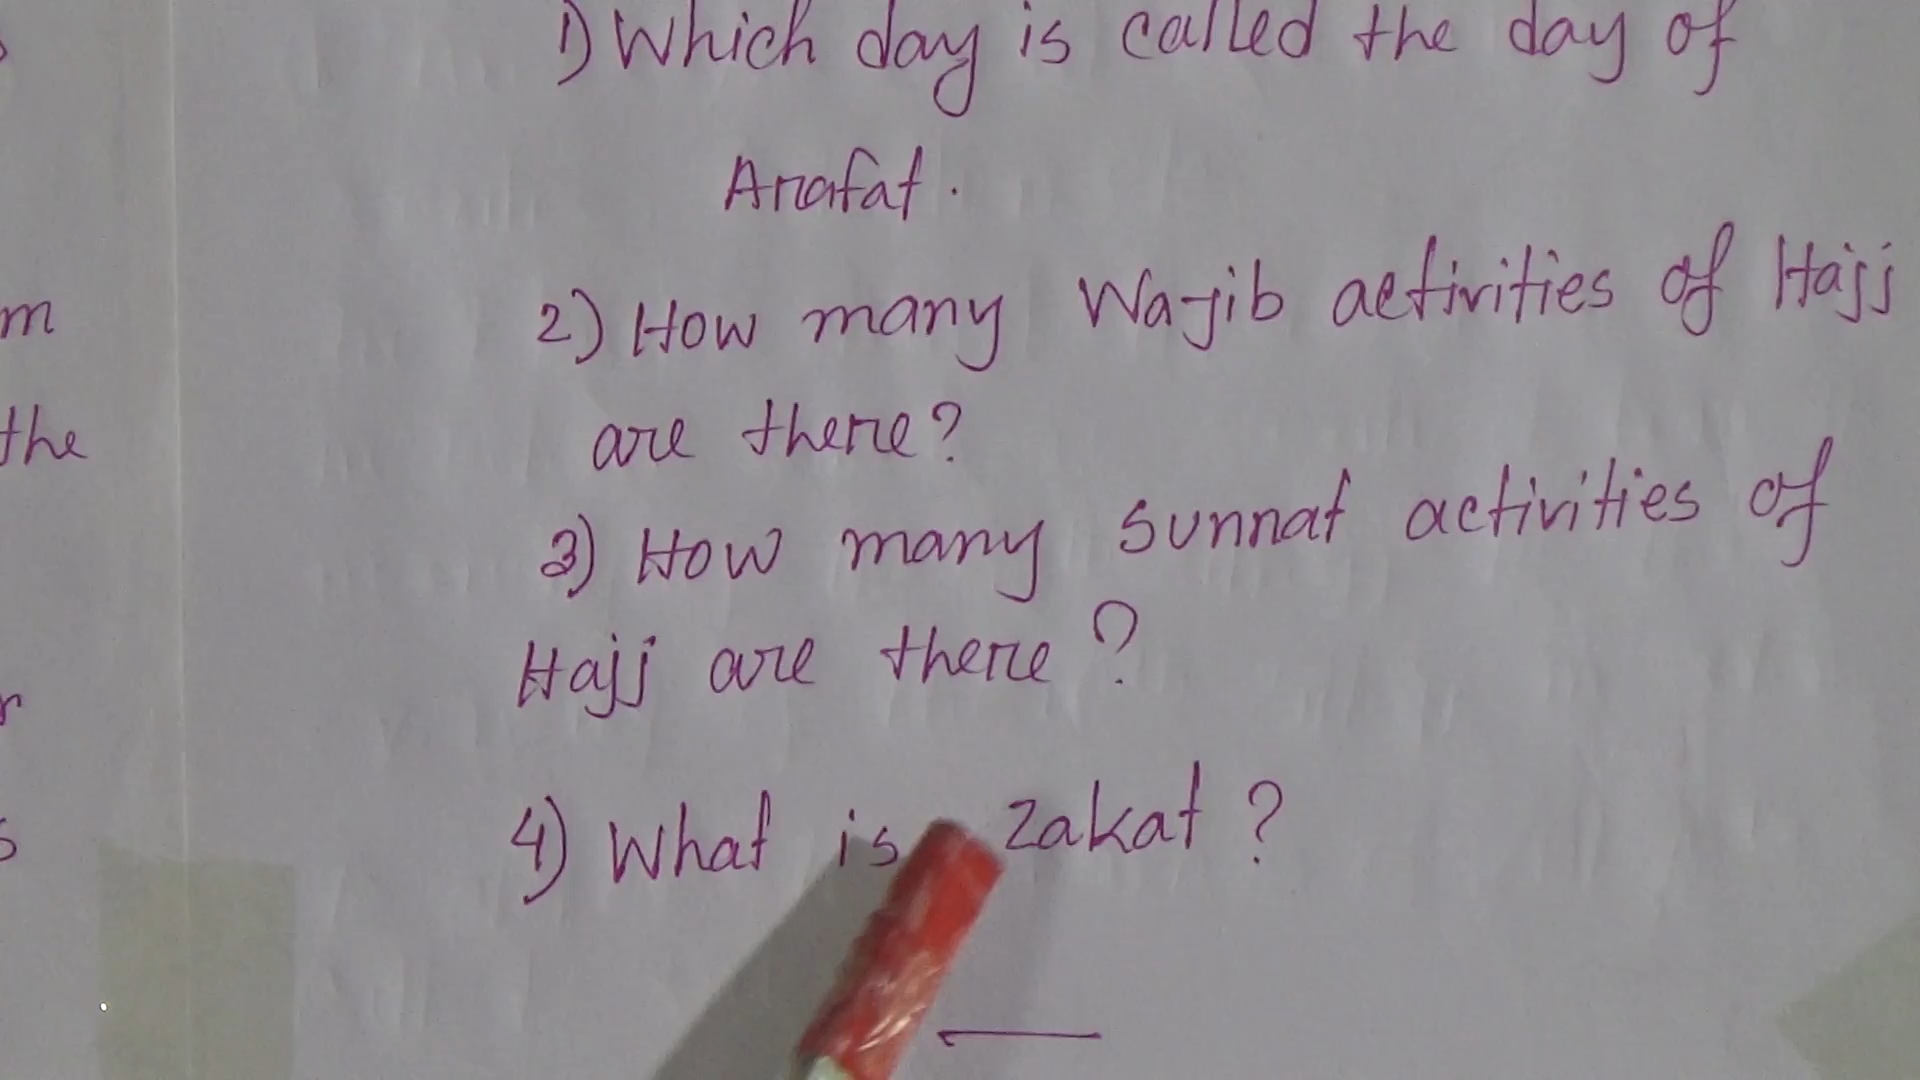 1) Which day is called the day of
Arafat.
2) How many Wajib activities of Hajj
are there?
3) How many sunnat activities of
Hajj are there?
4) What is Zakat?
m
the